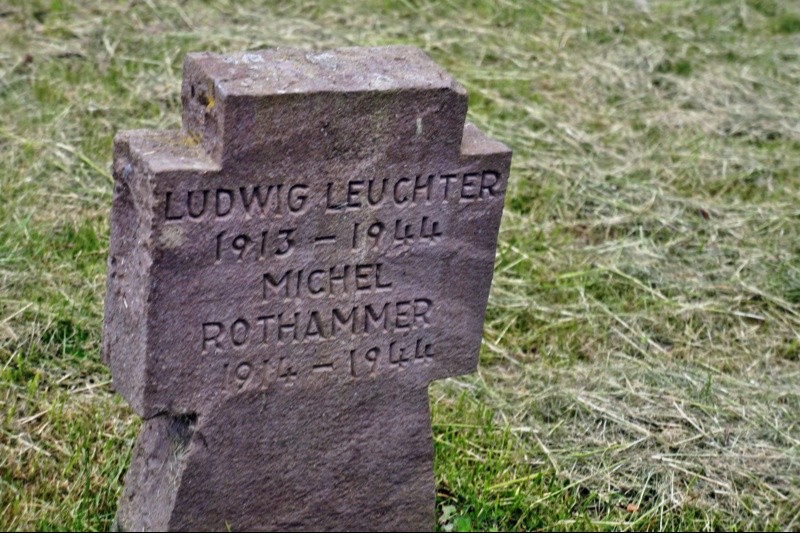 LUDWIG LEUCHTER
1913 – 1944
MICHEL
ROTHAMMER
1914 – 1944